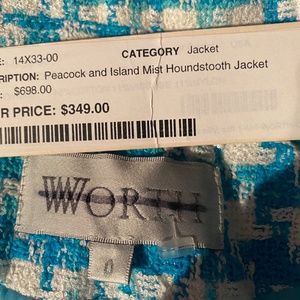 E: 14X33-00 CATEGORY Jacket
RIPTION: Peacock and Island Mist Houndstooth Jacket
: $698.00
R PRICE: $349.00
WORTH
0